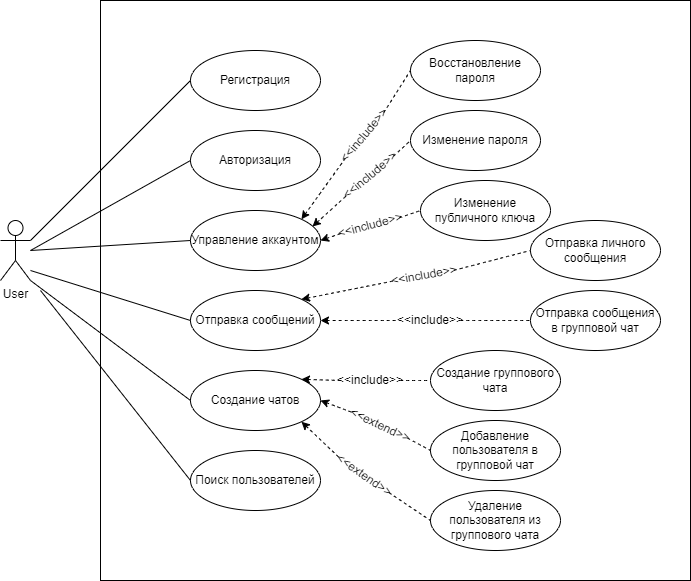 Регистрация
Авторизация
Управление аккаунтом
Отправка сообщений
Создание чатов
Поиск пользователей
User
Восстановление
пароля
<<include>>
Изменение пароля
<<include>>
Изменение
публичного ключа
<<include>>
Отправка личного
сообщения
<<include>>
Отправка сообщения
в групповой чат
<<include>>
Создание группового
чата
<<include>>
Добавление
пользователя в
групповой чат
<<extend>>
Удаление
пользователя из
группового чата
<<extend>>